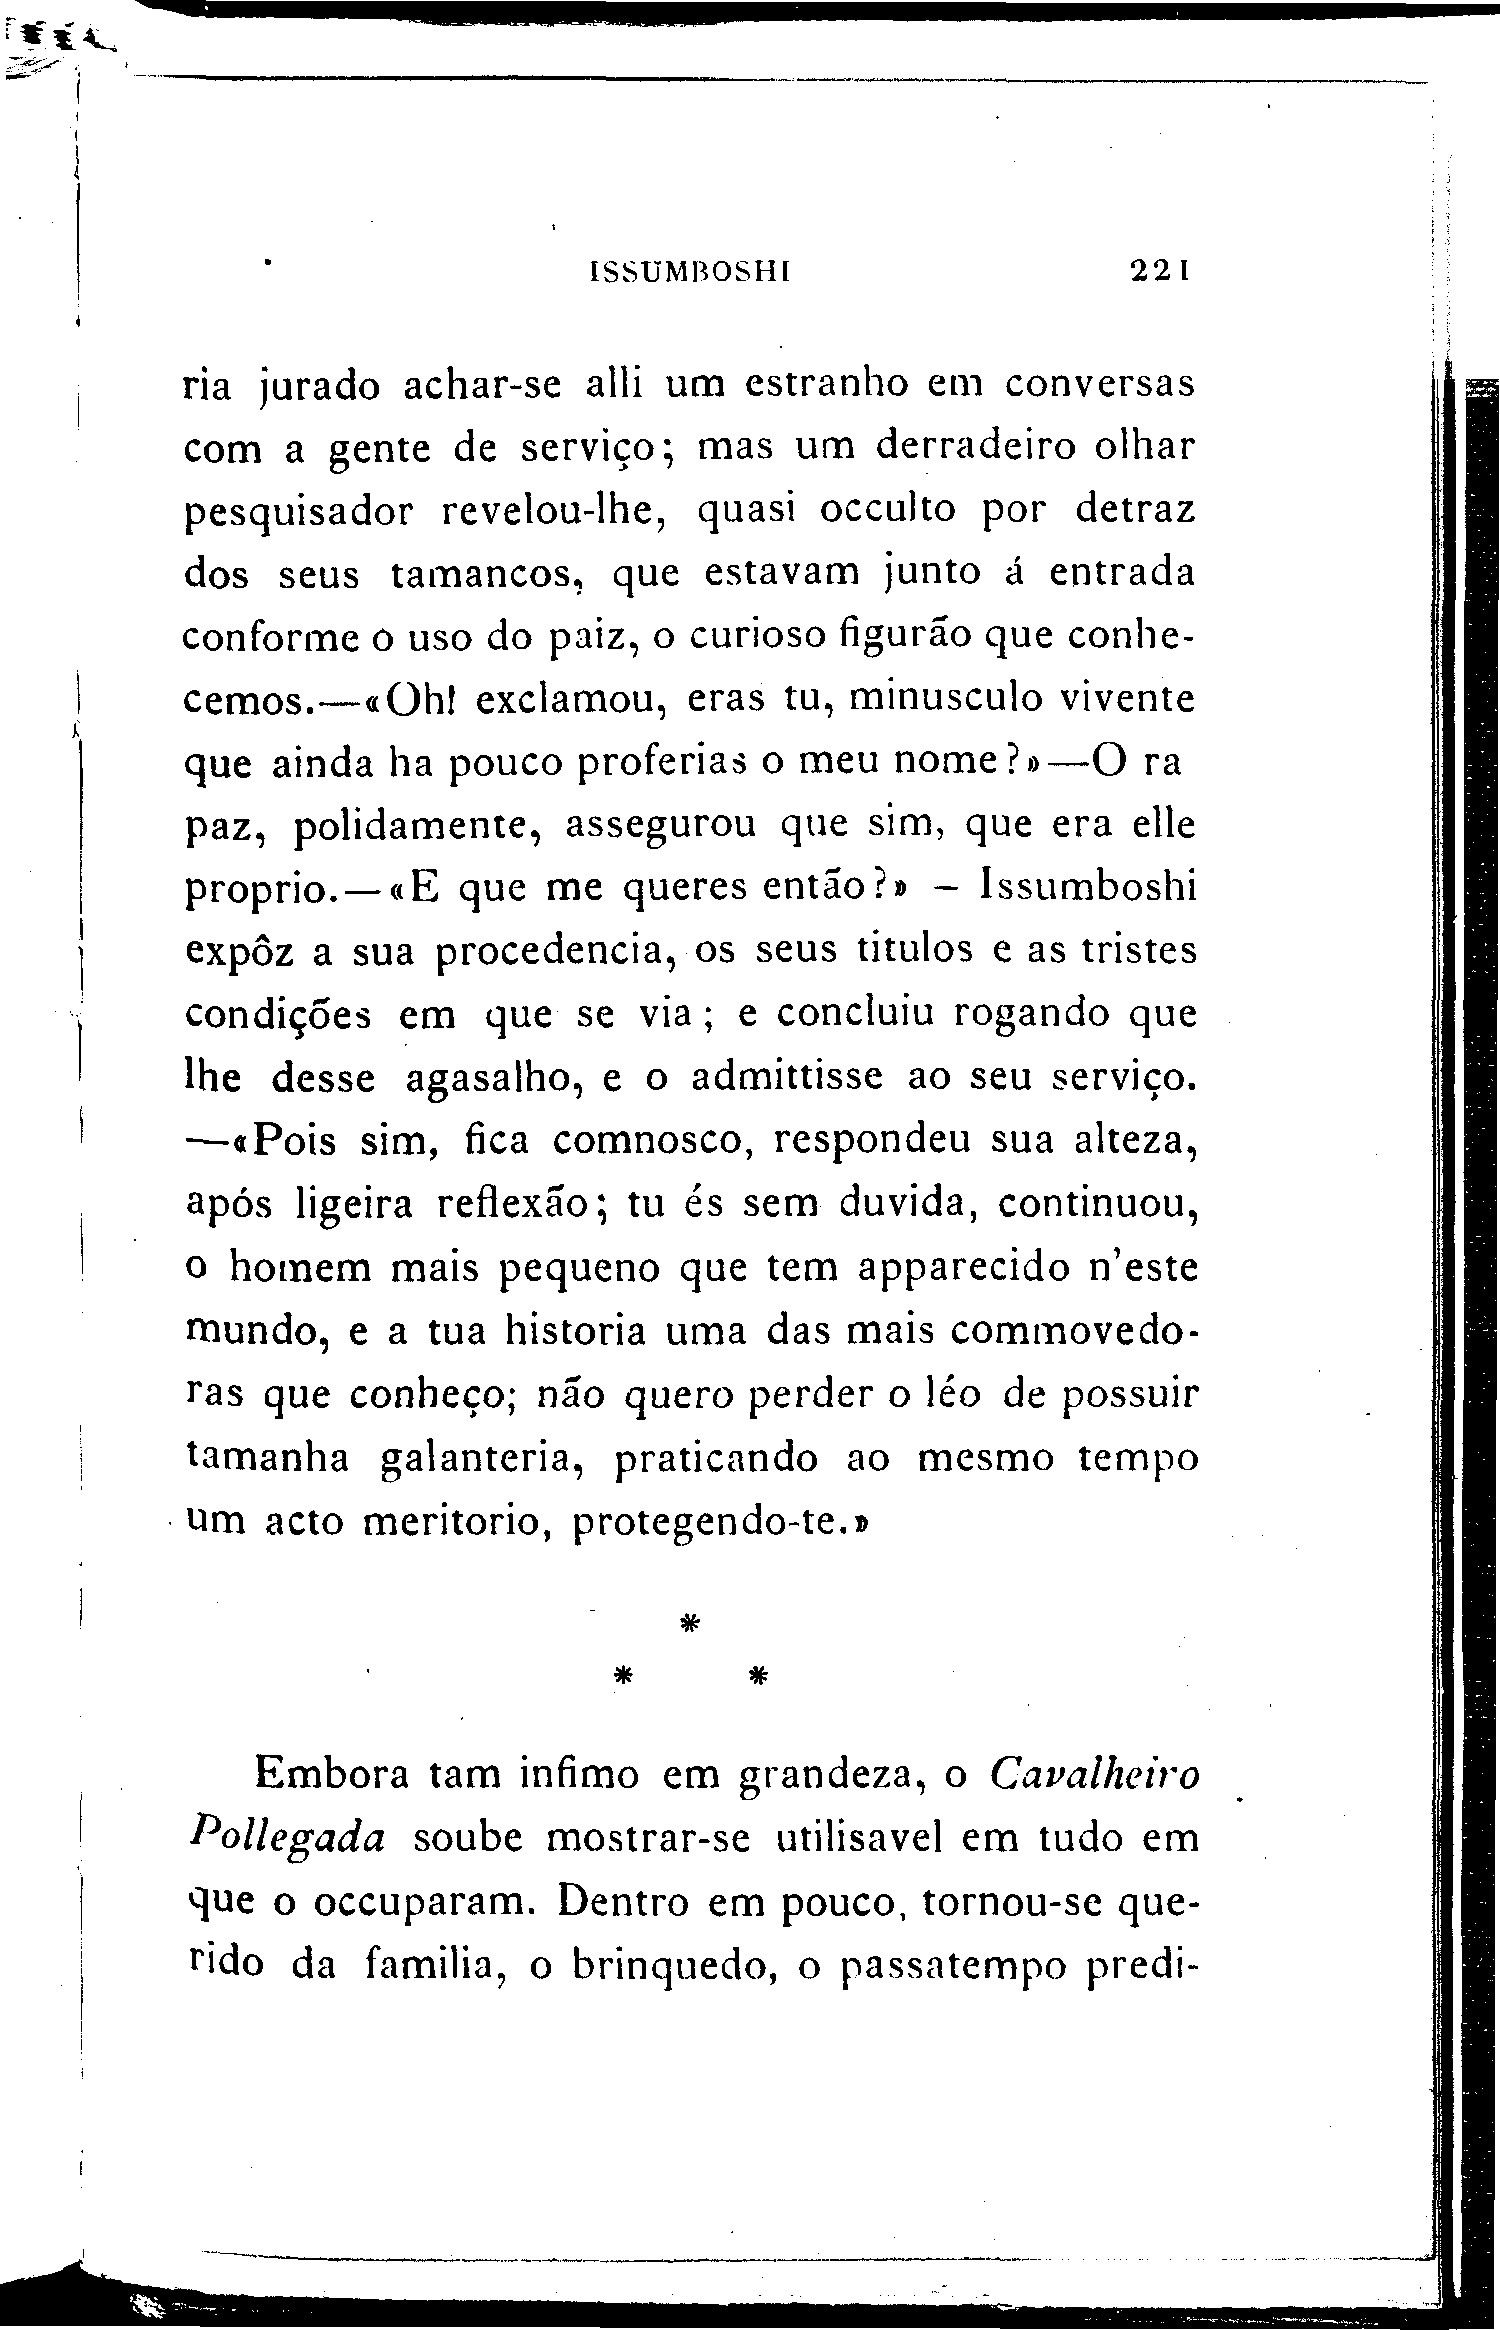 ISSUMBOSHI 221
ria jurado achar-se alli um estranho em conversas
com a gente de serviço; mas um derradeiro olhar
pesquisador revelou-lhe, quasi occulto por detraz
dos seus tamancos, que estavam junto á entrada
conforme o uso do paiz, o curioso figurão que conhe-
cemos.—«Oh! exclamou, eras tu, minusculo vivente
que ainda ha pouco proferias o meu nome?»—O ra
paz, polidamente, assegurou que sim, que era elle
proprio.—«E que me queres então?» – Issumboshi
expôz a sua procedencia, os seus titulos e as tristes
condições em que se via; e concluiu rogando que
lhe desse agasalho, e o admittisse ao seu serviço.
—«Pois sim, fica comnosco, respondeu sua alteza,
após ligeira reflexão; tu és sem duvida, continuou,
o homem mais pequeno que tem apparecido n'este
mundo, e a tua historia uma das mais commovedo-
ras que conheço; não quero perder o léo de possuir
tamanha galanteria, praticando ao mesmo tempo
um acto meritorio, protegendo-te.»
*
* *
Embora tam infimo em grandeza, o Cavalheiro
Pollegada soube mostrar-se utilisavel em tudo em
que o occuparam. Dentro em pouco, tornou-se que-
rido da familia, o brinquedo, o passatempo predi-